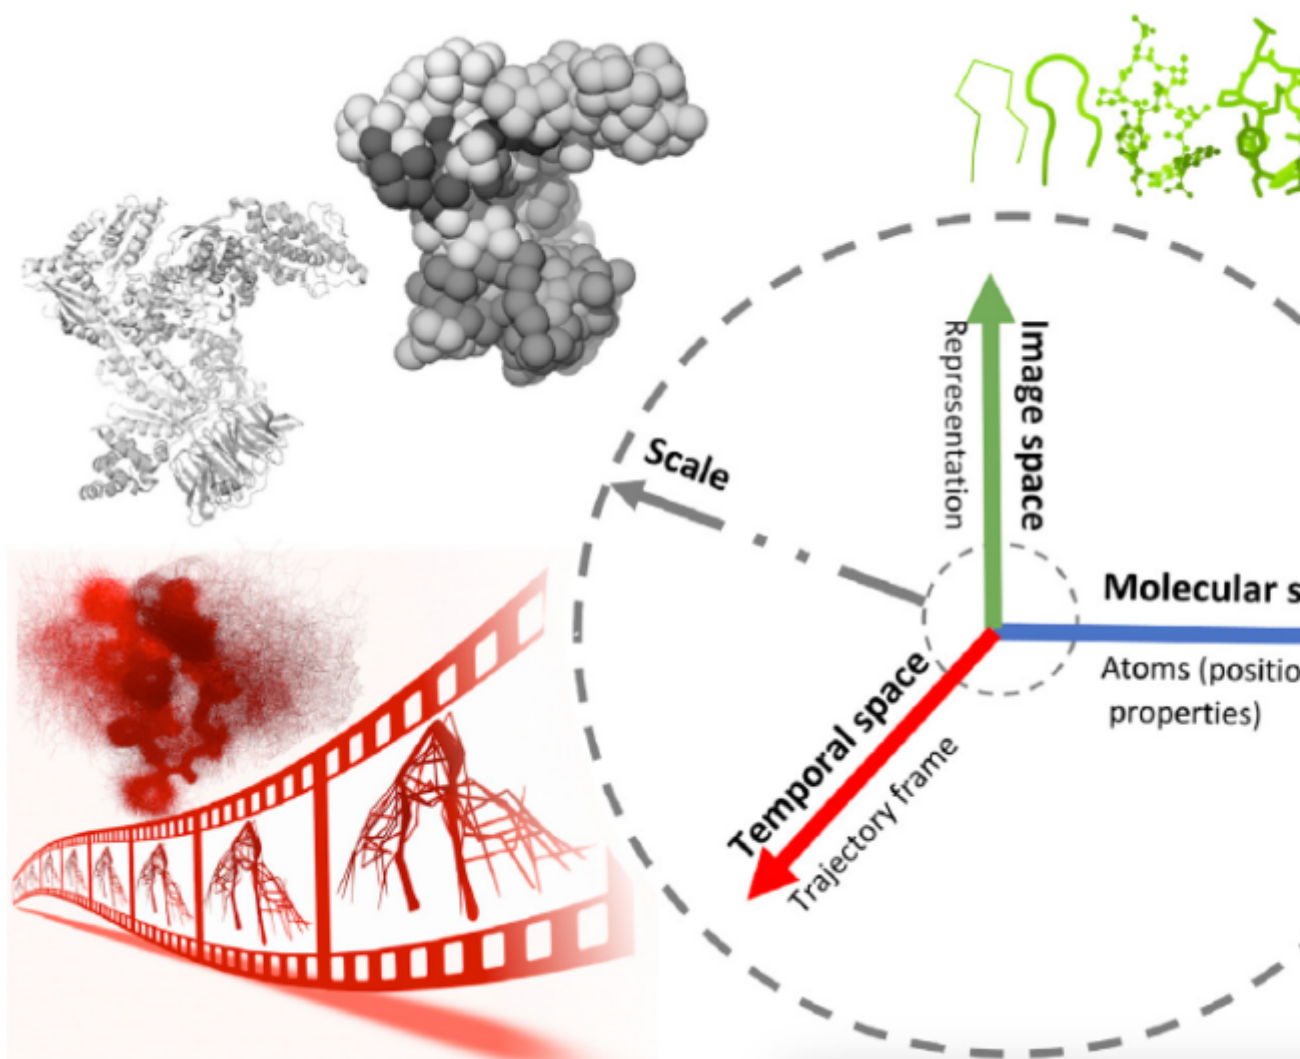 Image space
Representation
Scale
Molecular s
Atoms (positio
properties)
Temporal space
Trajectory frame